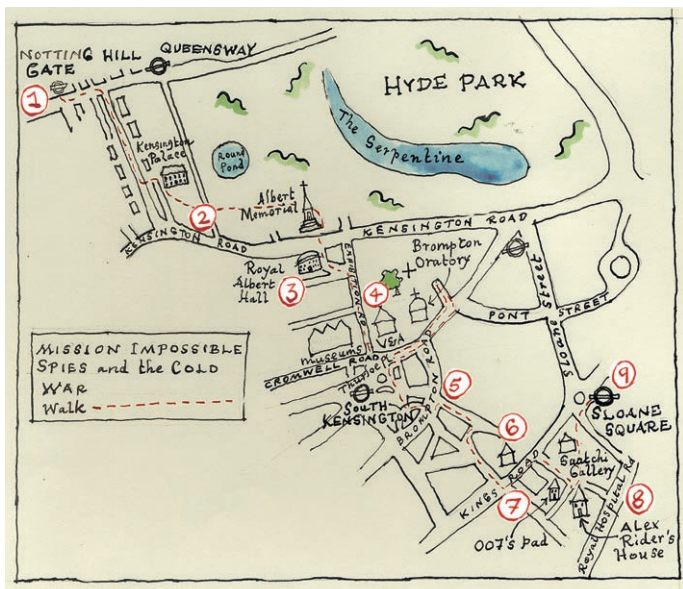 NOTTING HILL
GATE
QUEENSWAY
1
HYDE PARK
The Serpentine
Kensington
Palace
Round
Pond
2
Albert
Memorial
KENSINGTON ROAD
KENSINGTON ROAD
Brompton
Oratory
Royal
Albert
Hall
3
EXHIBITION RD
4
SLOANE STREET
PONT STREET
V&A
museums
CROMWELL ROAD
Thurloe Pl
MISSION IMPOSSIBLE
SPIES and the COLD
WAR
Walk
SOUTH
KENSINGTON
BROMPTON ROAD
BROMPTON
5
6
9
SLOANE
SQUARE
Saatchi
Gallery
KINGS ROAD
7
007's Pad
8
ALEX
RIDER'S
HOUSE
Royal Hospital Rd